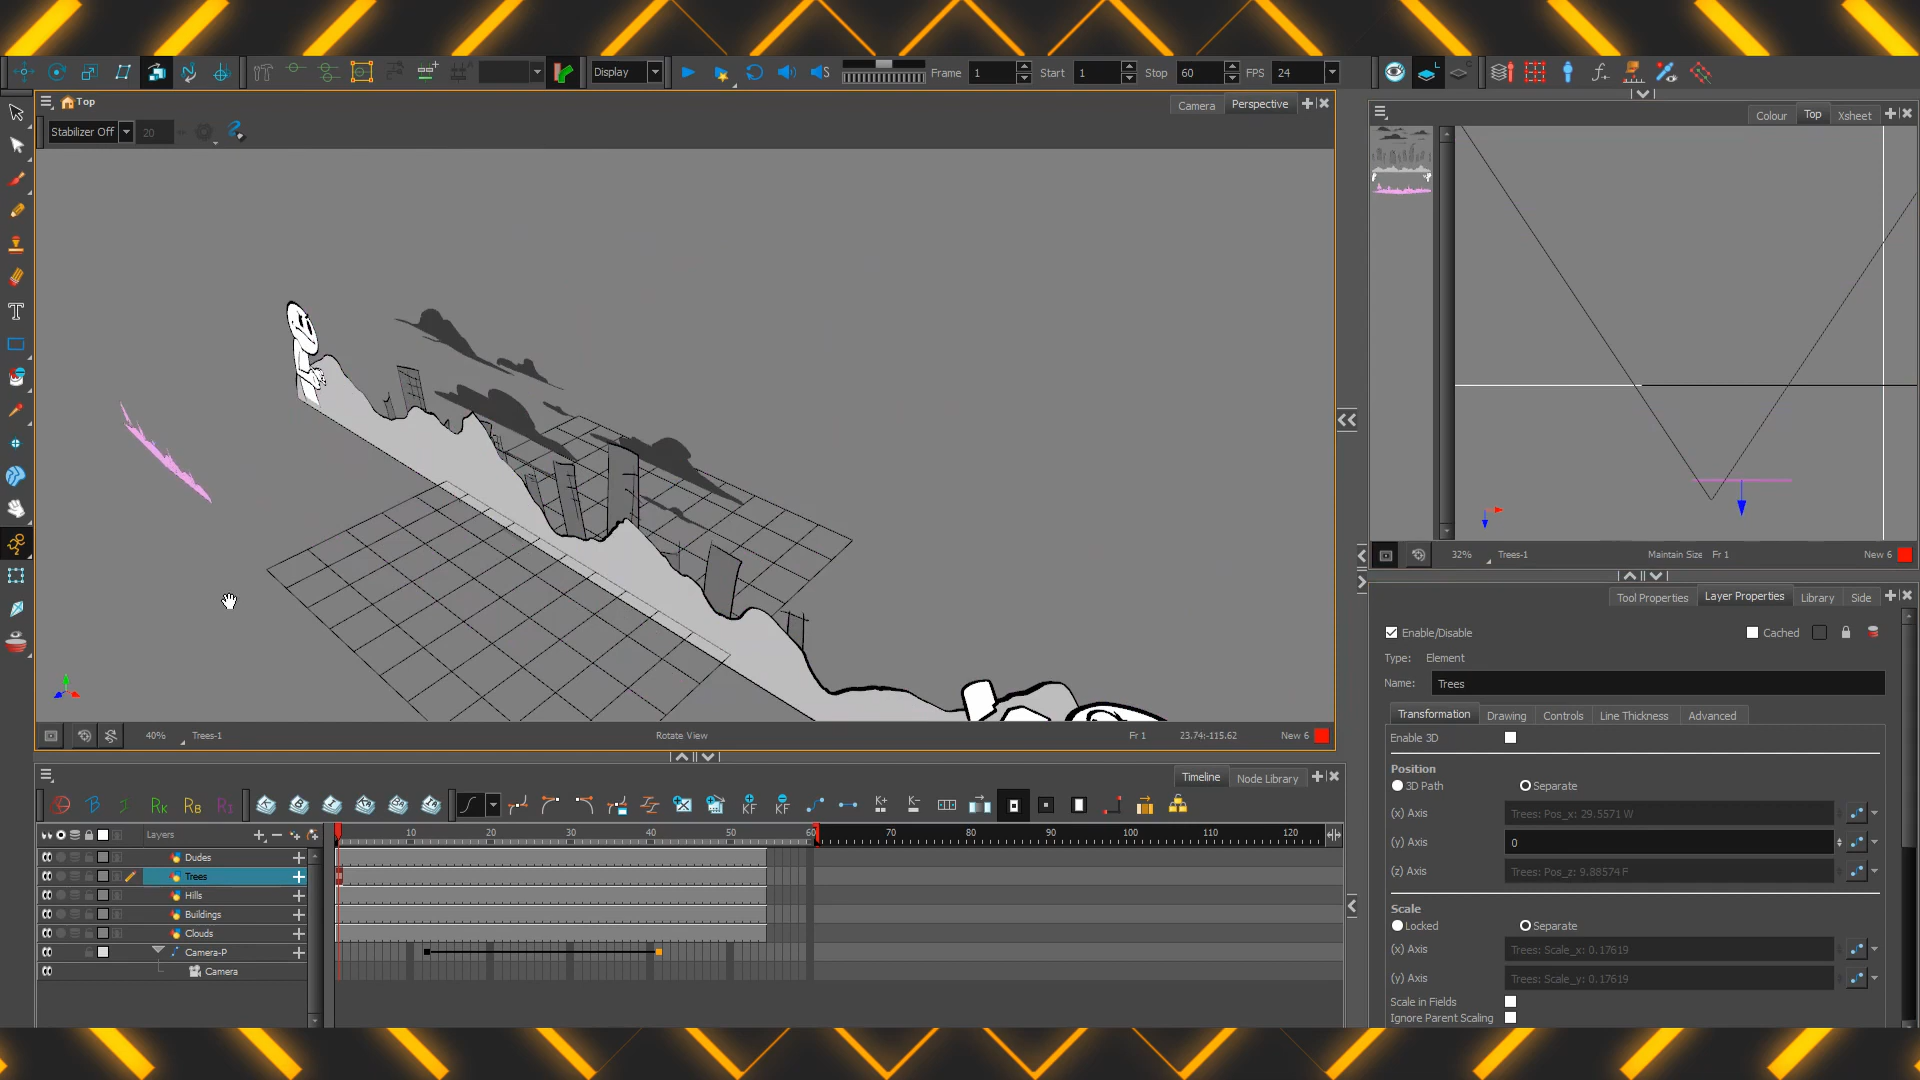 Display
Frame 1 Start 1 Stop 60 FPS 24
Top
Camera Perspective
Stabilizer Off 20
40% Trees-1 Rotate View Fr 1 23.74:-115.62 New 6
Colour Top Xsheet
32% Trees-1 Maintain Size Fr 1 New 6
Tool Properties Layer Properties Library Side
Enable/Disable Cached
Type: Element
Name: Trees
Transformation Drawing Controls Line Thickness Advanced
Enable 3D
Position
3D Path Separate
(x) Axis Trees: Pos_x: 29.5571 W
(y) Axis 0
(z) Axis Trees: Pos_z: 9.88574 F
Scale
Locked Separate
(x) Axis Trees: Scale_x: 0.17619
(y) Axis Trees: Scale_y: 0.17619
Scale in Fields
Ignore Parent Scaling
Timeline Node Library
Layers
10 20 30 40 50 60 70 80 90 100 110 120
Dudes
Trees
Hills
Buildings
Clouds
Camera-P
Camera